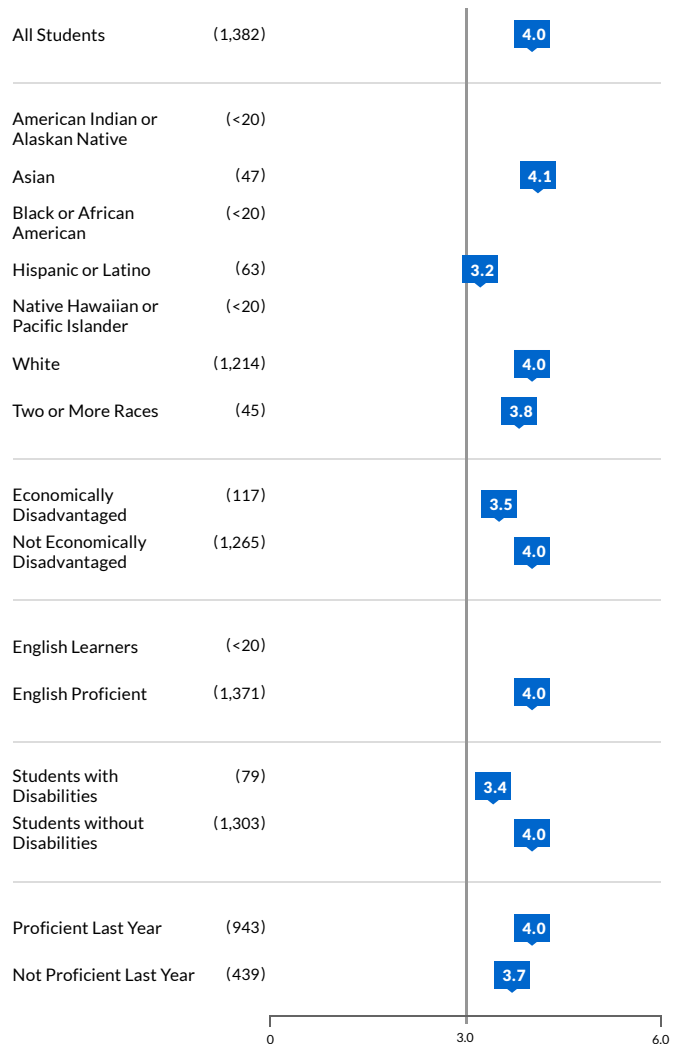 All Students (1,382) 4.0
American Indian or (<20)
Alaskan Native
Asian (47) 4.1
Black or African (<20)
American
Hispanic or Latino (63) 3.2
Native Hawaiian or (<20)
Pacific Islander
White (1,214) 4.0
Two or More Races (45) 3.8
Economically (117) 3.5
Disadvantaged
Not Economically (1,265) 4.0
Disadvantaged
English Learners (<20)
English Proficient (1,371) 4.0
Students with (79) 3.4
Disabilities
Students without (1,303) 4.0
Disabilities
Proficient Last Year (943) 4.0
Not Proficient Last Year (439) 3.7
0 3.0 6.0